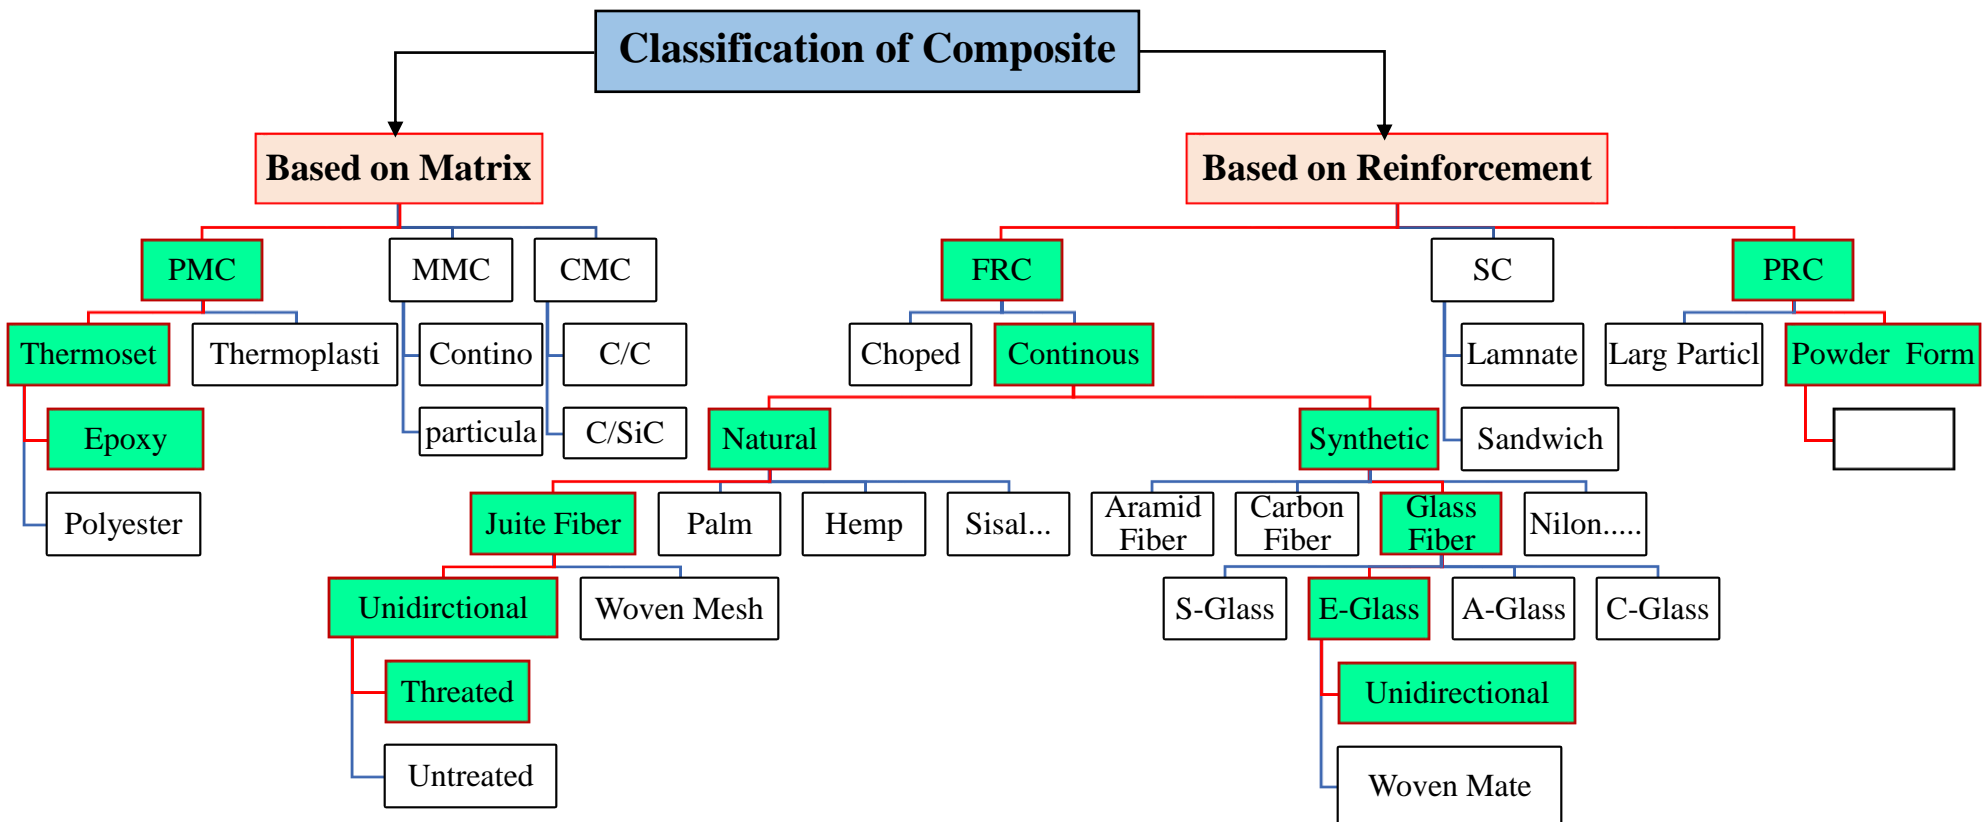 Classification of Composite
Based on Matrix
Based on Reinforcement
PMC
MMC
CMC
FRC
SC
PRC
Thermoset
Thermoplasti
Contino
C/C
Choped
Continous
Lamnate
Larg Particl
Powder Form
Epoxy
particula
C/SiC
Natural
Synthetic
Sandwich
Polyester
Juite Fiber
Palm
Hemp
Sisal...
Aramid
Fiber
Carbon
Fiber
Glass
Fiber
Nilon.....
Unidirctional
Woven Mesh
S-Glass
E-Glass
A-Glass
C-Glass
Threated
Unidirectional
Untreated
Woven Mate